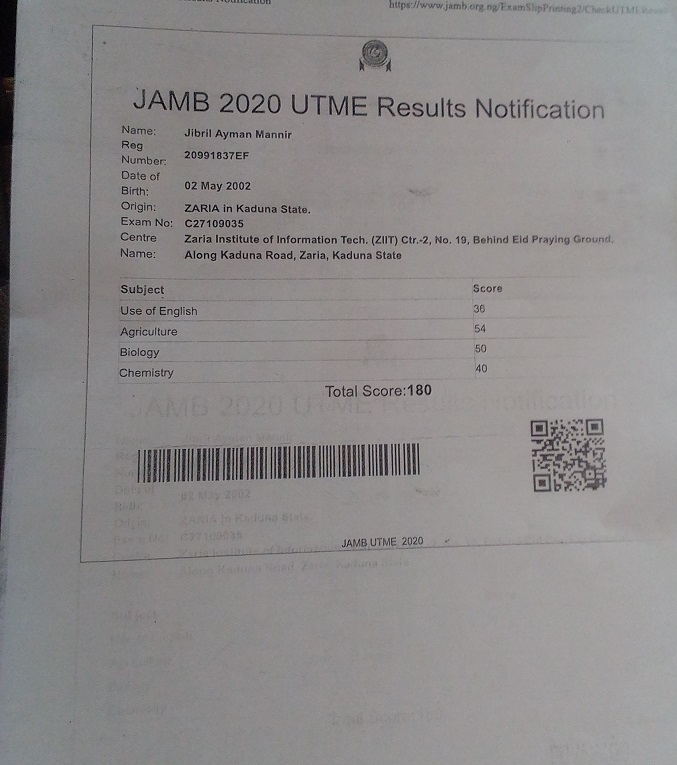 https://www.jamb.org.ng/ExamSlipPrinting2/CheckUTME
JAMB 2020 UTME Results Notification
Name: Jibril Ayman Mannir
Reg
Number: 20991837EF
Date of
Birth: 02 May 2002
Origin: ZARIA in Kaduna State.
Exam No: C27109035
Centre Zaria Institute of Information Tech. (ZIIT) Ctr.-2, No. 19, Behind Eid Praying Ground,
Name: Along Kaduna Road, Zaria, Kaduna State
Subject Score
Use of English 36
Agriculture 54
Biology 50
Chemistry 40
Total Score:180
JAMB UTME 2020